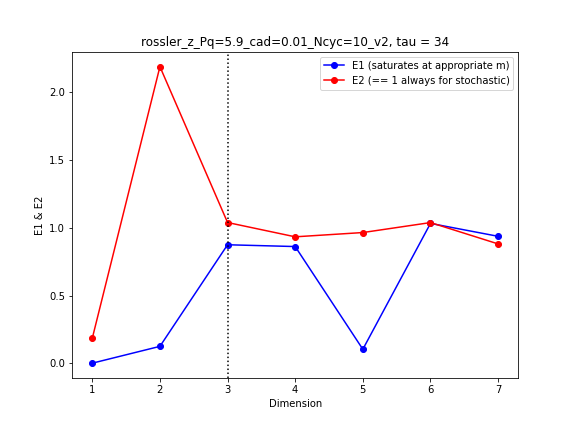 rossler_z_Pq=5.9_cad=0.01_Ncyc=10_v2, tau = 34
E1 (saturates at appropriate m)
E2 (== 1 always for stochastic)
E1 & E2
2.0
1.5
1.0
0.5
0.0
1 2 3 4 5 6 7
Dimension